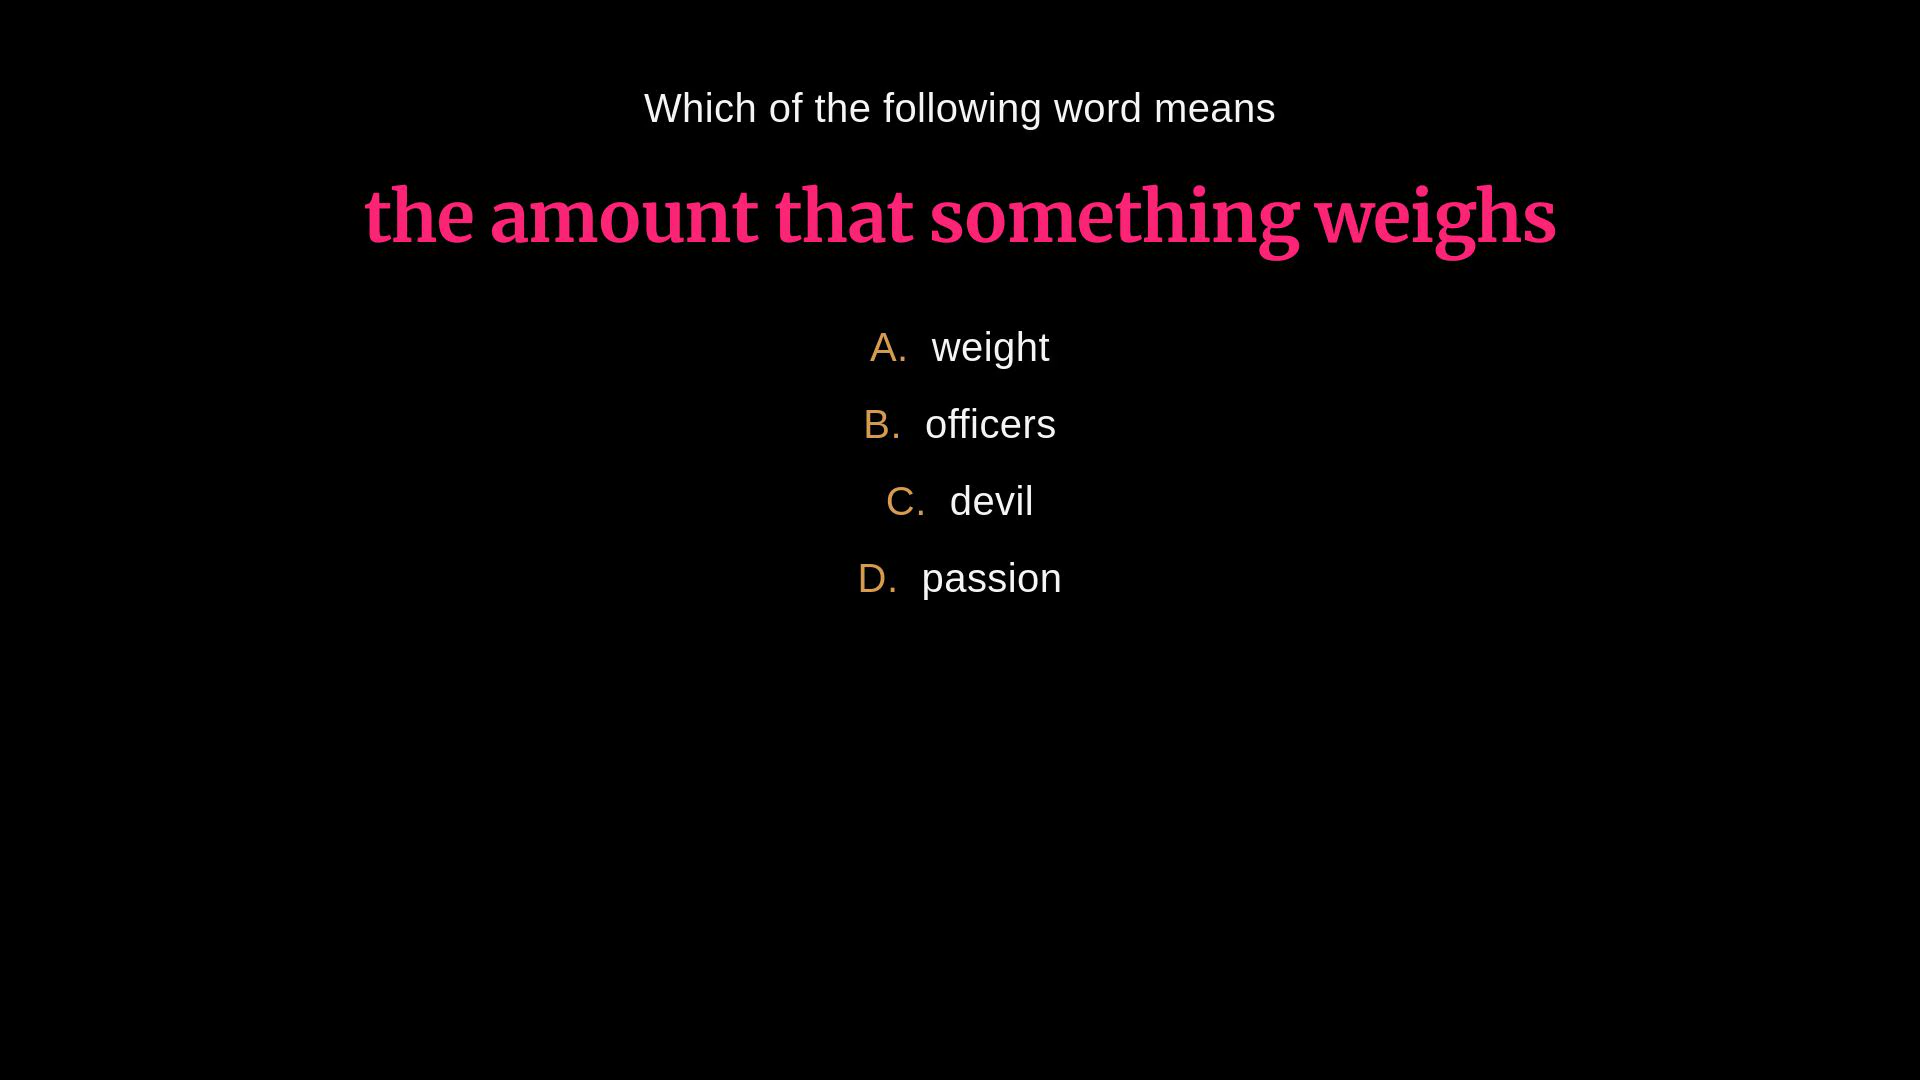 Which of the following word means
the amount that something weighs
A. weight
B. officers
C. devil
D. passion